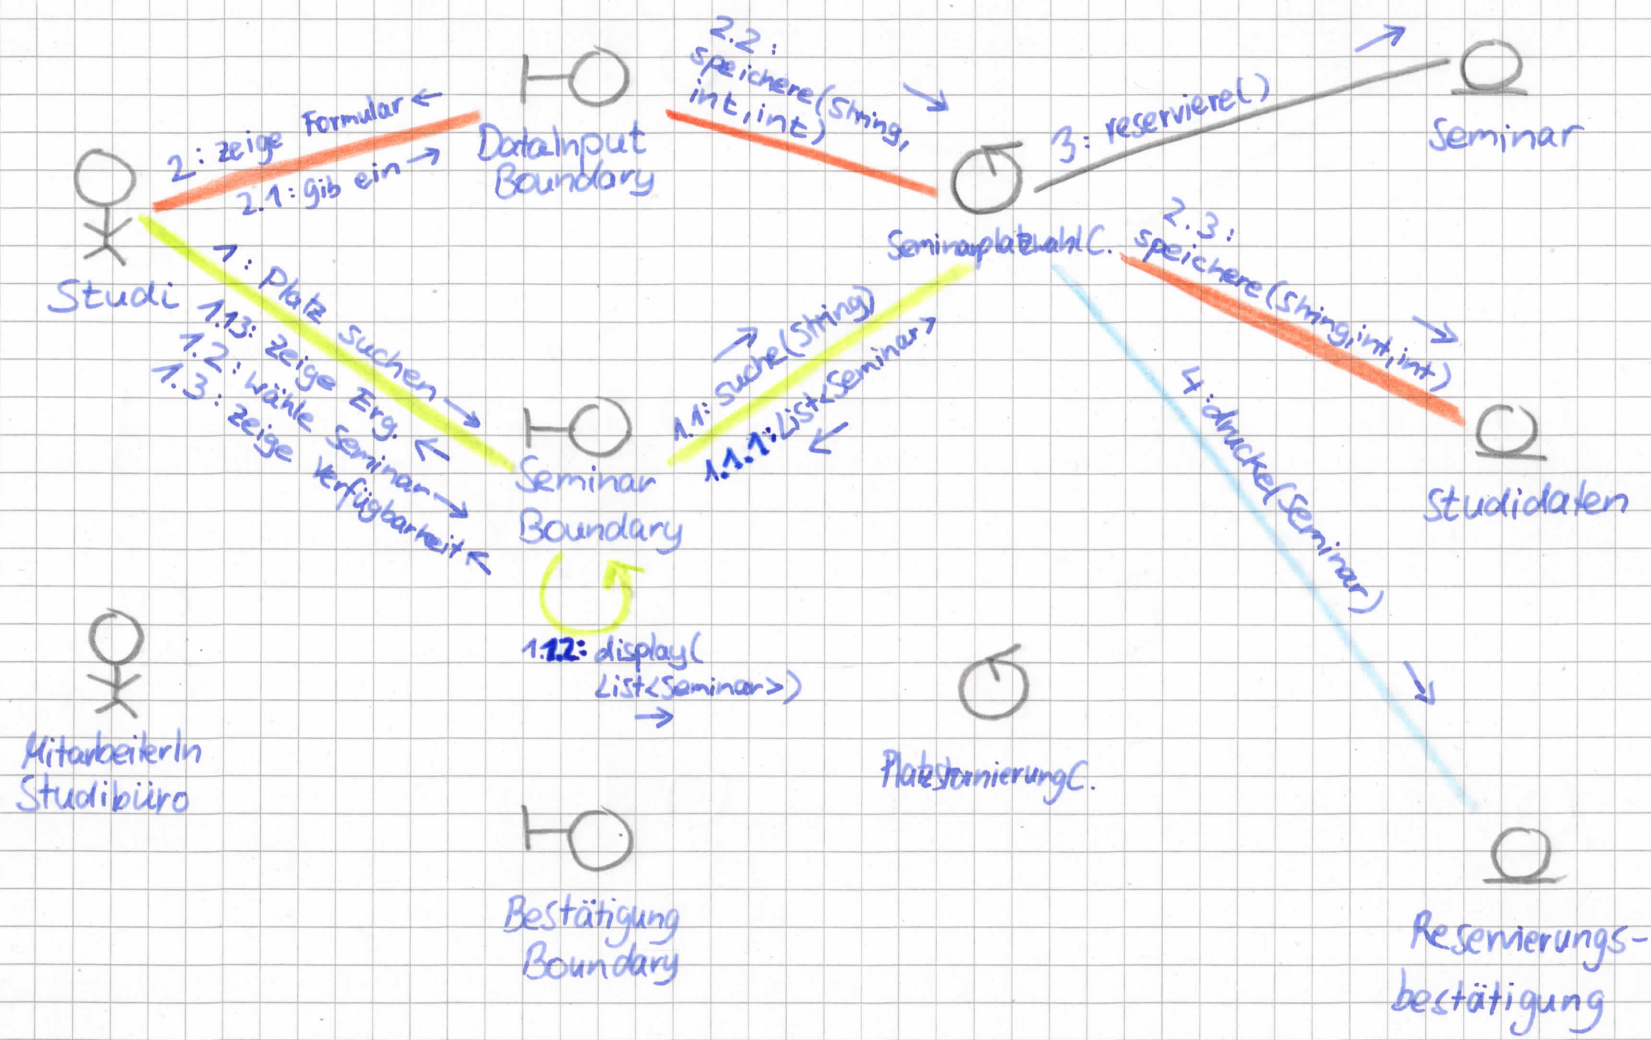 2.2:
speichere(String,
int, int)
2: zeige Formular
2.1: gib ein
DataInput
Boundary
3: reserviere()
Seminar
Studi
SeminarplatzwahlC.
2.3:
speichere(String,int,int)
1: Platz suchen
1.13: zeige Erg.
1.2: wähle Seminar
1.3: zeige Verfügbarkeit
1.1: suche(String)
1.1.1: List<Seminar>
4: drucke(Seminar)
Seminar
Boundary
Studidaten
1.1.2: display(
List<Seminar>)
MitarbeiterIn
Studibüro
PlatzstornierungC.
Bestätigung
Boundary
Reservierungs-
bestätigung